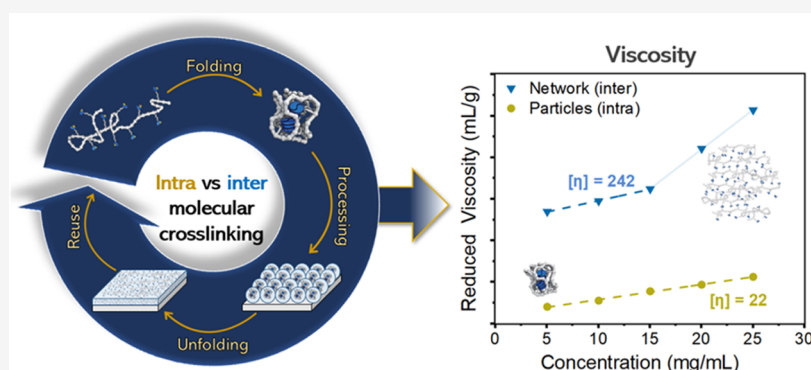 Folding
Processing
Unfolding
Reuse
Intra vs inter
molecular
crosslinking
Viscosity
Network (inter)
Particles (intra)
[η] = 242
[η] = 22
Reduced Viscosity (mL/g)
0 5 10 15 20 25 30
Concentration (mg/mL)